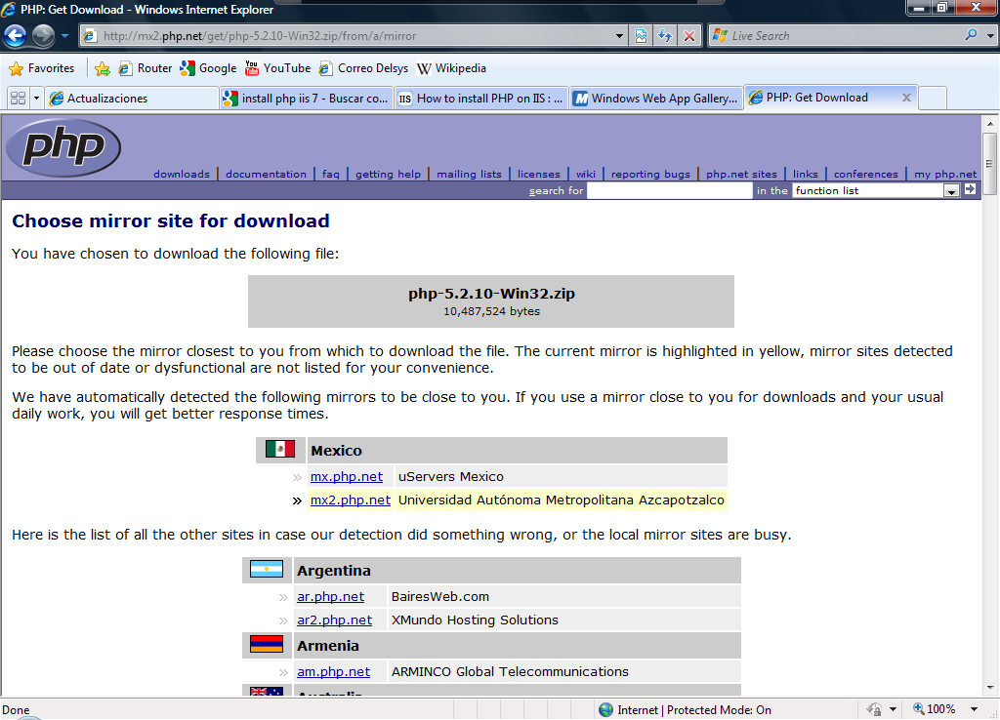 PHP: Get Download - Windows Internet Explorer
http://mx2.php.net/get/php-5.2.10-Win32.zip/from/a/mirror
Live Search
Favorites Router Google YouTube Correo Delsys W Wikipedia
Actualizaciones install php iis 7 - Buscar co... IIS How to install PHP on IIS : ... Windows Web App Gallery... PHP: Get Download
php
downloads | documentation | faq | getting help | mailing lists | licenses | wiki | reporting bugs | php.net sites | links | conferences | my php.net
search for in the function list
Choose mirror site for download
You have chosen to download the following file:
php-5.2.10-Win32.zip
10,487,524 bytes
Please choose the mirror closest to you from which to download the file. The current mirror is highlighted in yellow, mirror sites detected
to be out of date or dysfunctional are not listed for your convenience.
We have automatically detected the following mirrors to be close to you. If you use a mirror close to you for downloads and your usual
daily work, you will get better response times.
Mexico
» mx.php.net uServers Mexico
» mx2.php.net Universidad Autónoma Metropolitana Azcapotzalco
Here is the list of all the other sites in case our detection did something wrong, or the local mirror sites are busy.
Argentina
» ar.php.net BairesWeb.com
» ar2.php.net XMundo Hosting Solutions
Armenia
» am.php.net ARMINCO Global Telecommunications
Australia
Done Internet | Protected Mode: On 100%